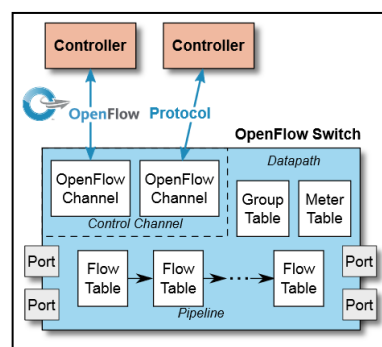 Controller
Controller
OpenFlow
Protocol
OpenFlow Switch
Datapath
OpenFlow
Channel
OpenFlow
Channel
Control Channel
Group
Table
Meter
Table
Port
Port
Flow
Table
Flow
Table
...
Flow
Table
Port
Port
Pipeline